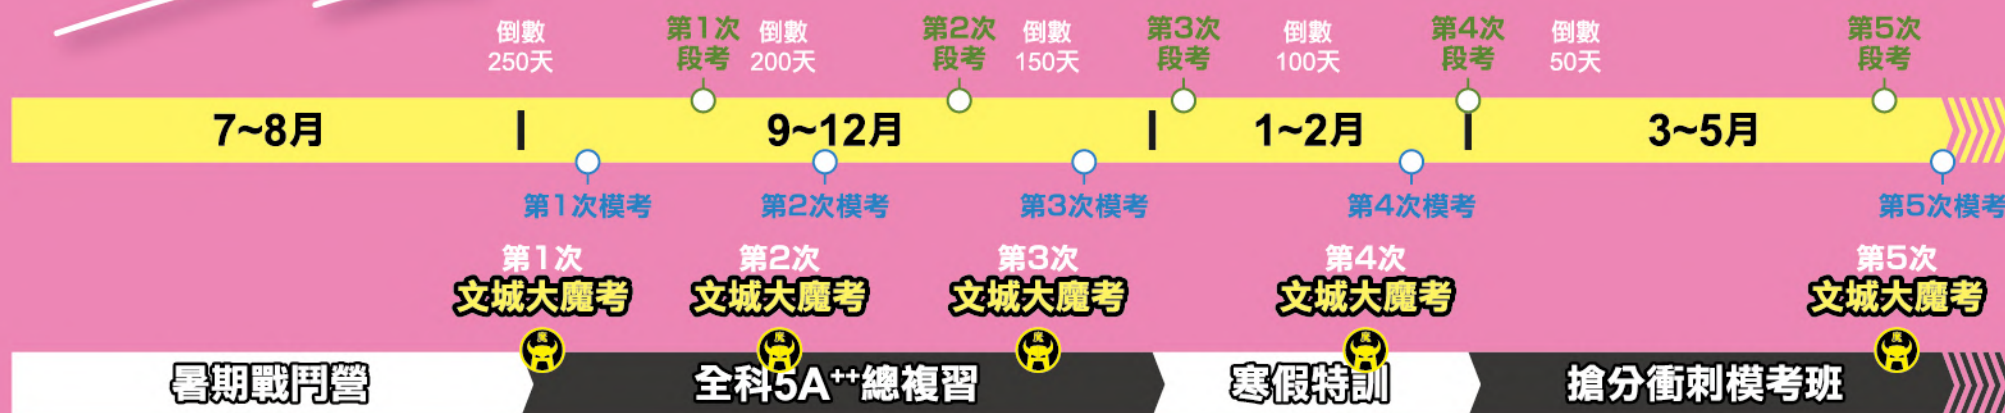 倒數
250天
第1次
段考
倒數
200天
第2次
段考
倒數
150天
第3次
段考
倒數
100天
第4次
段考
倒數
50天
第5次
段考
7~8月
9~12月
1~2月
3~5月
第1次模考
第2次模考
第3次模考
第4次模考
第5次模考
第1次
文城大魔考
第2次
文城大魔考
第3次
文城大魔考
第4次
文城大魔考
第5次
文城大魔考
魔
魔
魔
魔
魔
暑期戰鬥營
全科5A++總複習
寒假特訓
搶分衝刺模考班